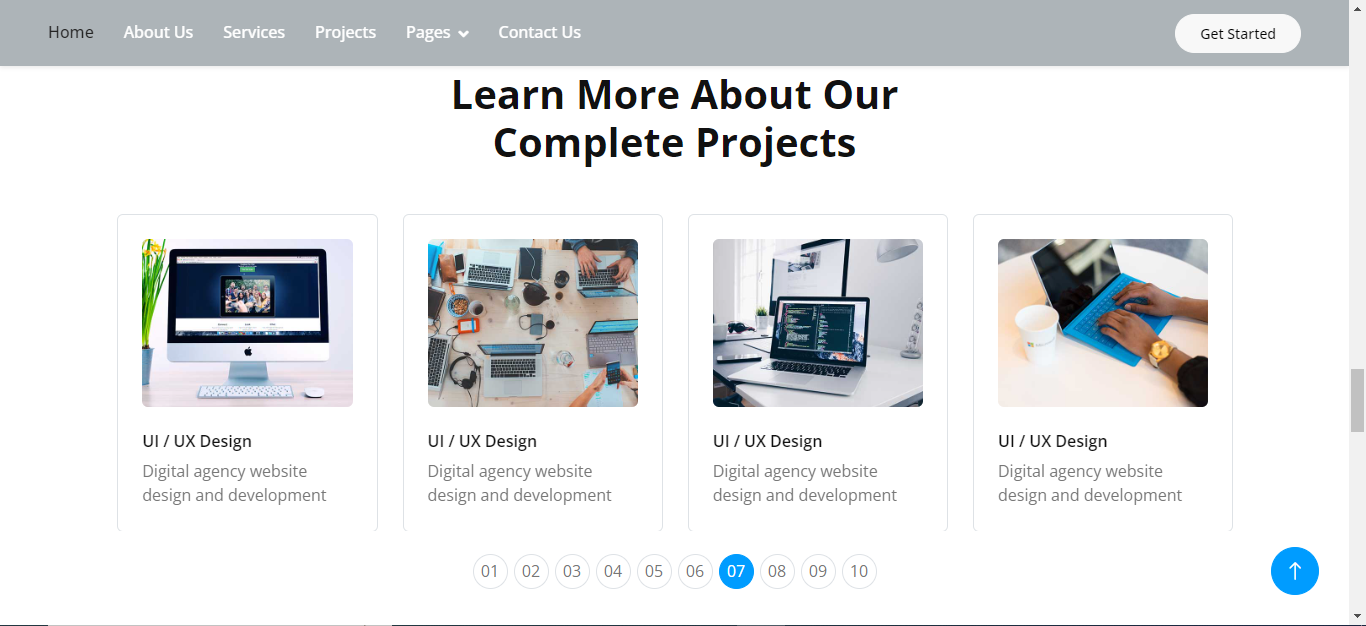 Home About Us Services Projects Pages Contact Us Get Started
Learn More About Our
Complete Projects
UI / UX Design UI / UX Design UI / UX Design UI / UX Design
Digital agency website Digital agency website Digital agency website Digital agency website
design and development design and development design and development design and development
01 02 03 04 05 06 07 08 09 10